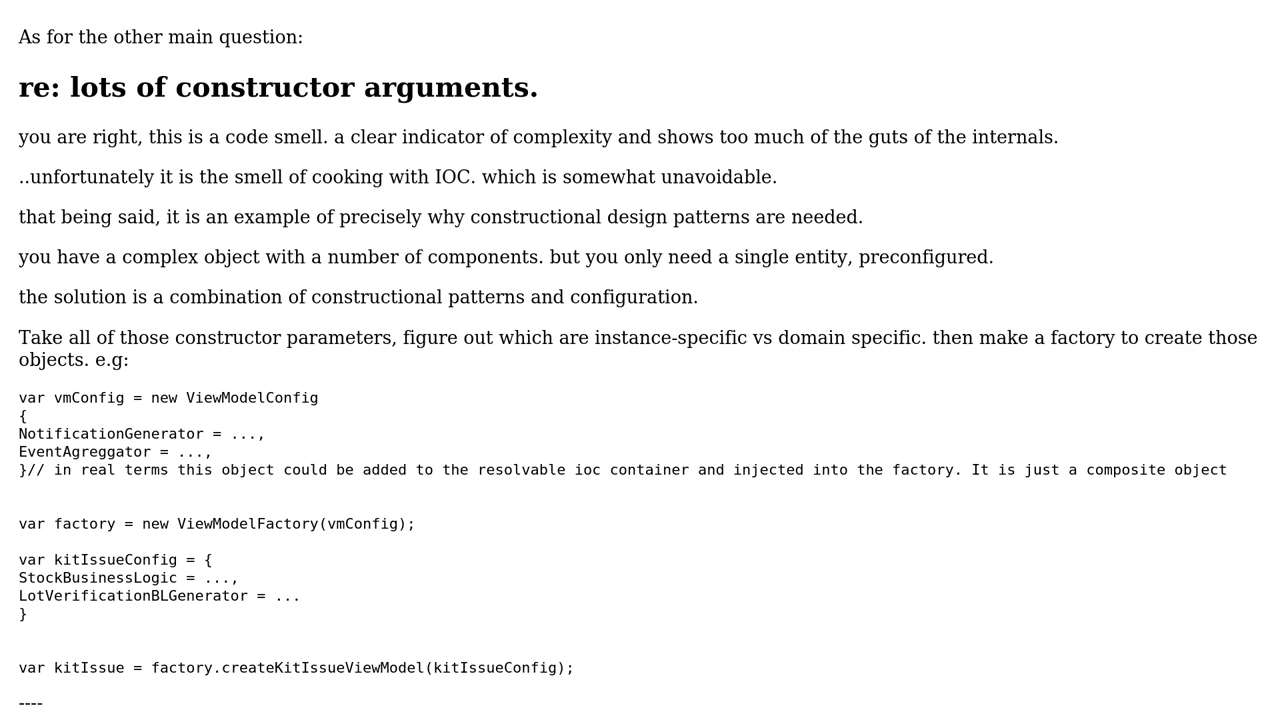 As for the other main question:
re: lots of constructor arguments.
you are right, this is a code smell. a clear indicator of complexity and shows too much of the guts of the internals.
..unfortunately it is the smell of cooking with IOC. which is somewhat unavoidable.
that being said, it is an example of precisely why constructional design patterns are needed.
you have a complex object with a number of components. but you only need a single entity, preconfigured.
the solution is a combination of constructional patterns and configuration.
Take all of those constructor parameters, figure out which are instance-specific vs domain specific. then make a factory to create those
objects. e.g:
var vmConfig = new ViewModelConfig
{
NotificationGenerator = ...,
EventAgreggator = ...,
}// in real terms this object could be added to the resolvable ioc container and injected into the factory. It is just a composite object
var factory = new ViewModelFactory(vmConfig);
var kitIssueConfig = {
StockBusinessLogic = ...,
LotVerificationBLGenerator = ...
}
var kitIssue = factory.createKitIssueViewModel(kitIssueConfig);
----